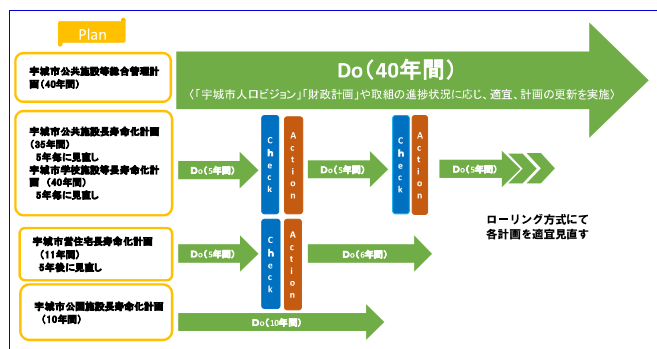 Plan
宇城市公共施設等総合管理計
画(40年間)
Do(40年間)
〈「宇城市人口ビジョン」「財政計画」や取組の進捗状況に応じ、適宜、計画の更新を実施〉
宇城市公共施設長寿命化計画
(35年間)
5年毎に見直し
宇城市学校施設等長寿命化計
画 (40年間)
5年毎に見直し
Do(5年間)
Check
Action
Do(5年間)
Check
Action
Do(5年間)
ローリング方式にて
各計画を適宜見直す
宇城市営住宅長寿命化計画
(11年間)
5年後に見直し
Do(5年間)
Check
Action
Do(6年間)
宇城市公園施設長寿命化計画
(10年間)
Do(10年間)